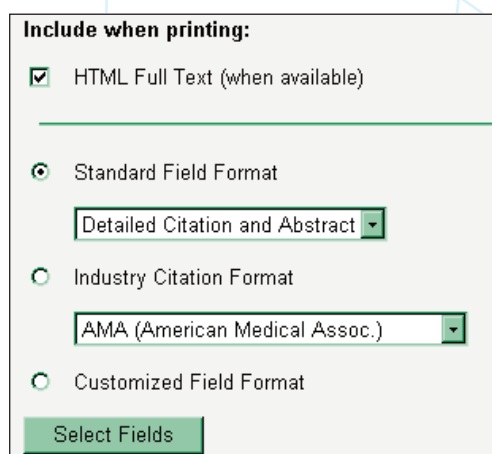 Include when printing:
HTML Full Text (when available)
Standard Field Format
Detailed Citation and Abstract
Industry Citation Format
AMA (American Medical Assoc.)
Customized Field Format
Select Fields